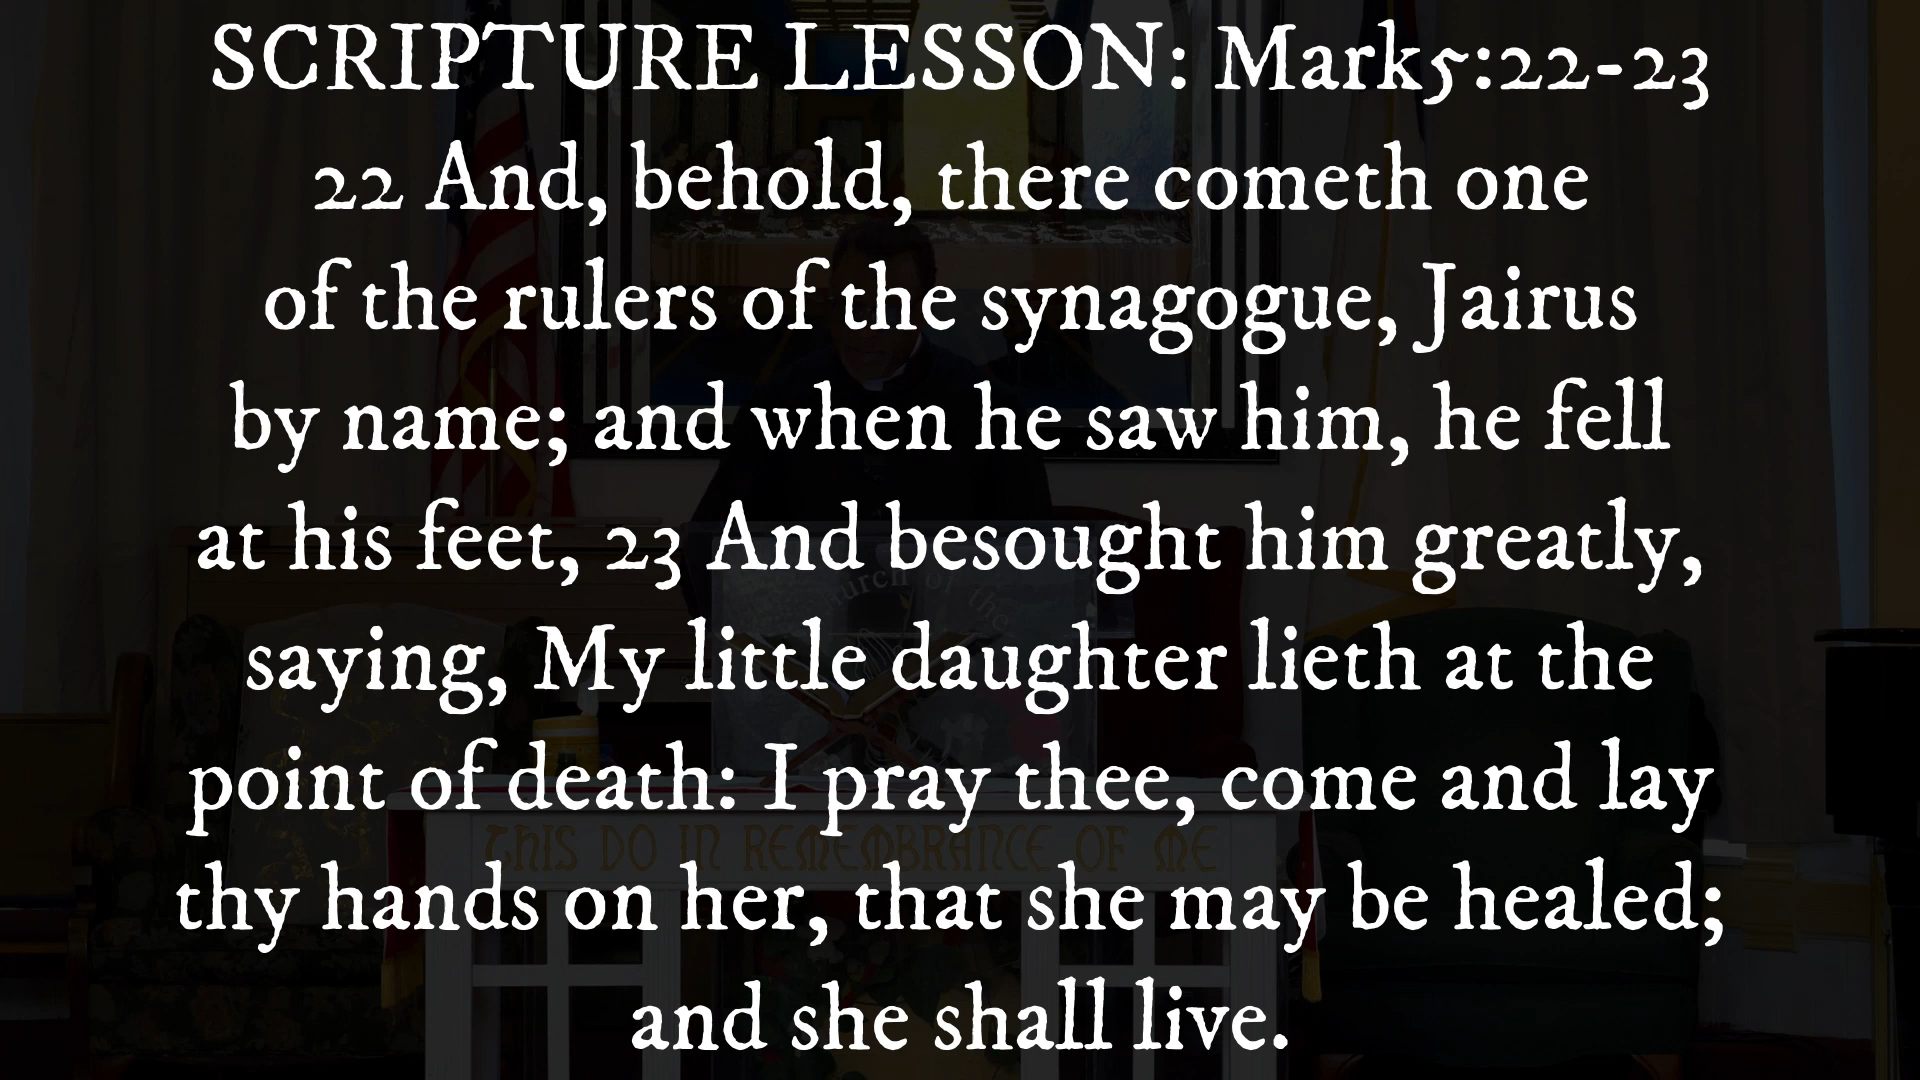 SCRIPTURE LESSON: Mark5:22-23
22 And, behold, there cometh one
of the rulers of the synagogue, Jairus
by name; and when he saw him, he fell
at his feet, 23 And besought him greatly,
saying, My little daughter lieth at the
point of death: I pray thee, come and lay
thy hands on her, that she may be healed;
and she shall live.
Church of the
THIS DO IN REMEMBRANCE OF ME